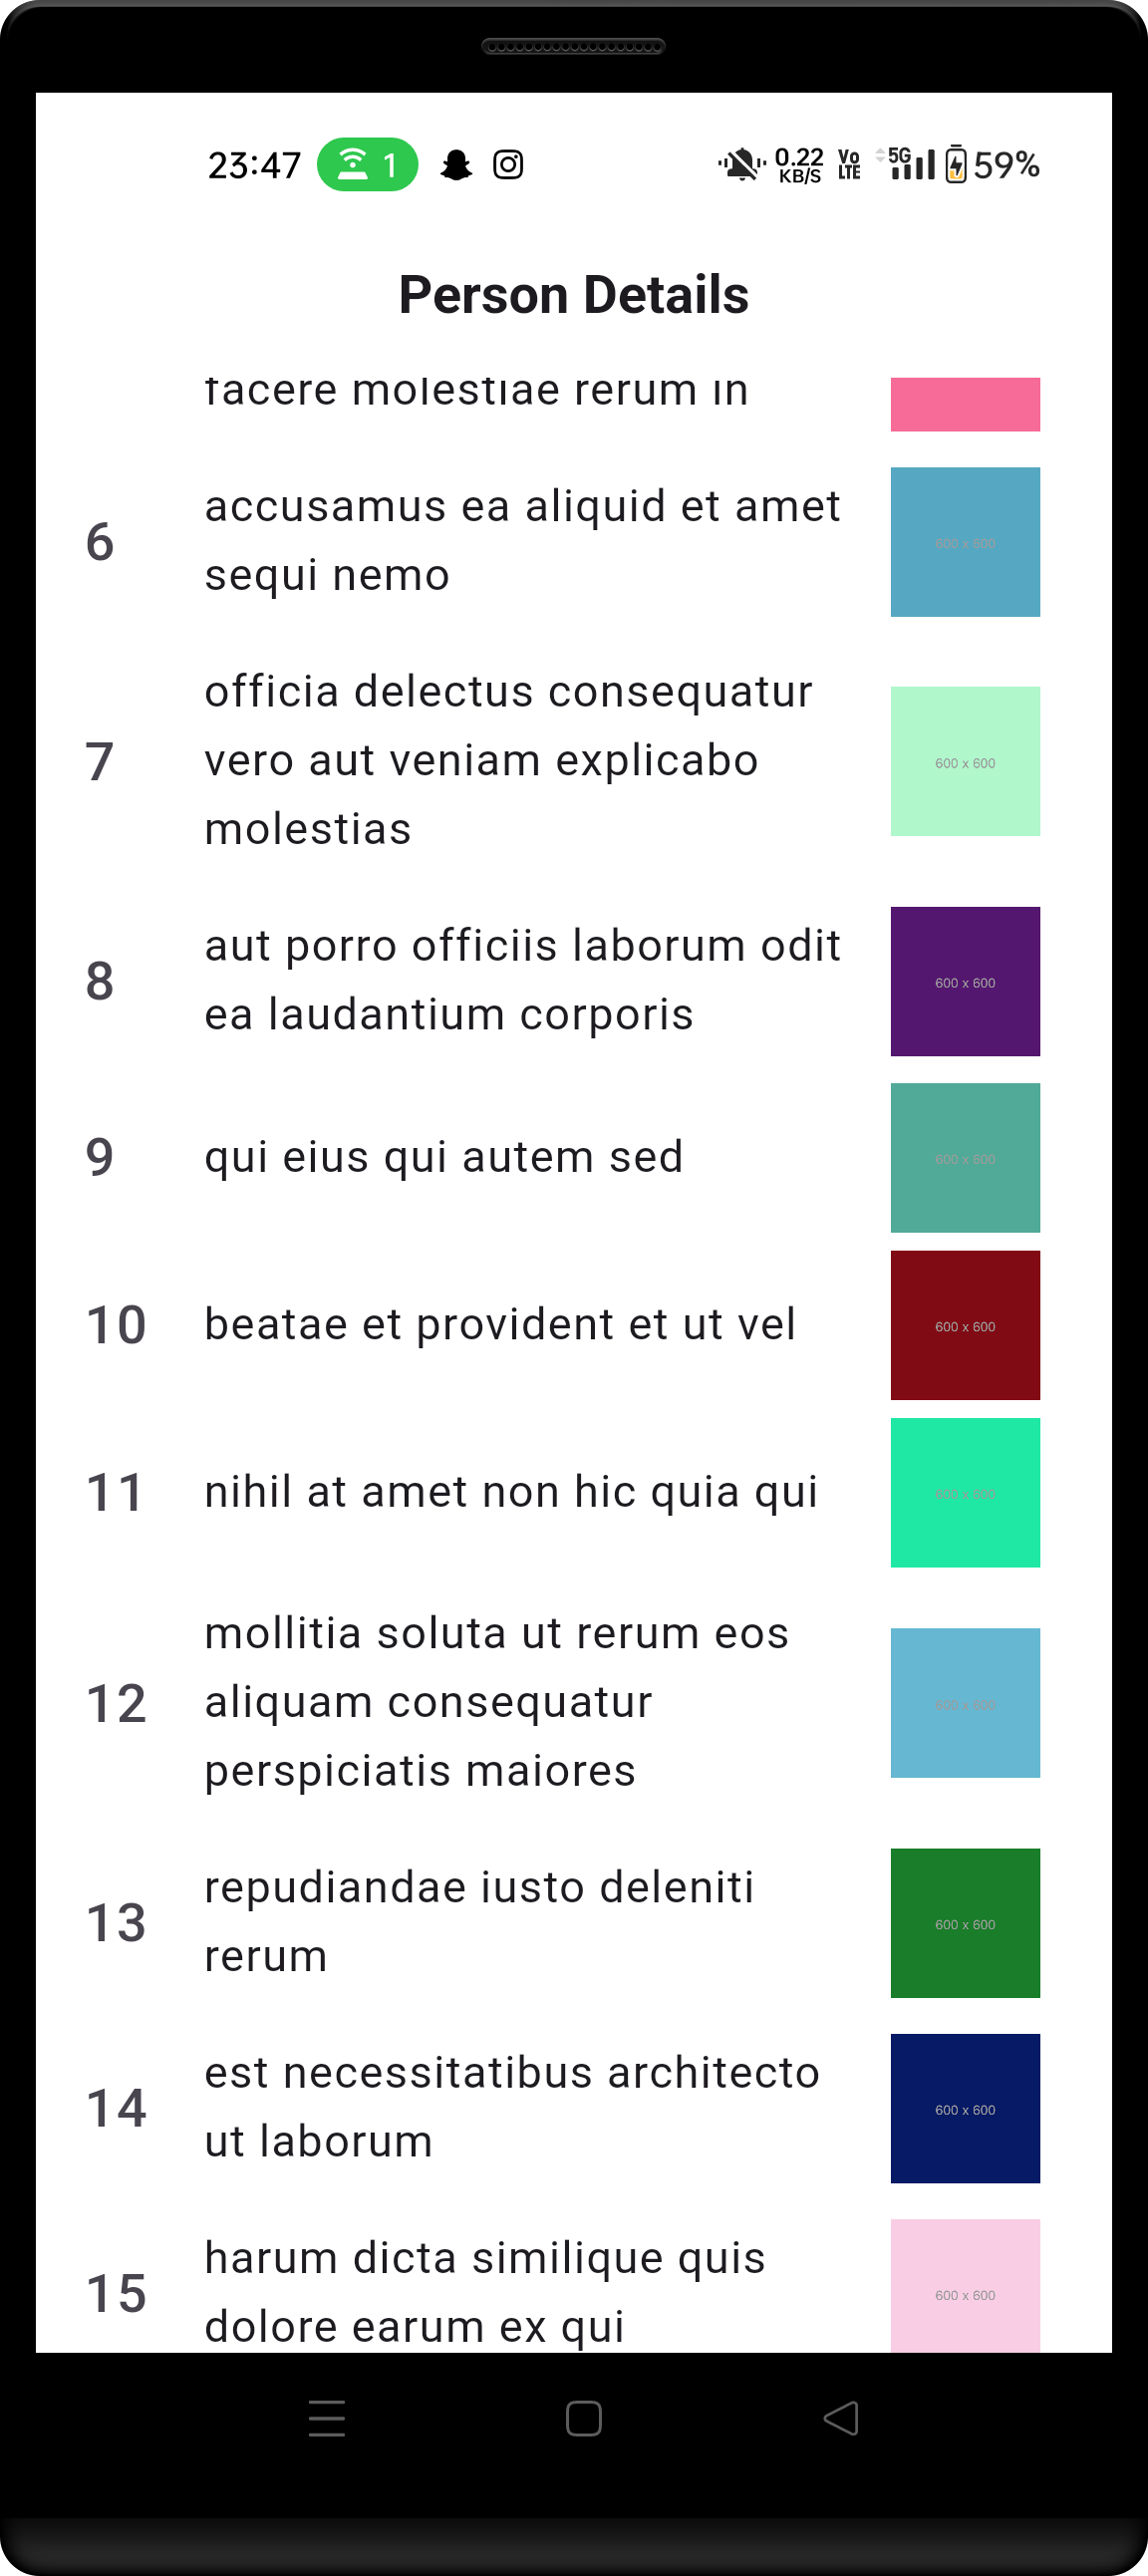 23:47 1 0.22 KB/S Vo LTE 5G 59%
Person Details
facere molestiae rerum in
6
accusamus ea aliquid et amet
sequi nemo
600 x 600
7
officia delectus consequatur
vero aut veniam explicabo
molestias
600 x 600
8
aut porro officiis laborum odit
ea laudantium corporis
600 x 600
9
qui eius qui autem sed
600 x 600
10
beatae et provident et ut vel
600 x 600
11
nihil at amet non hic quia qui
600 x 600
12
mollitia soluta ut rerum eos
aliquam consequatur
perspiciatis maiores
600 x 600
13
repudiandae iusto deleniti
rerum
600 x 600
14
est necessitatibus architecto
ut laborum
600 x 600
15
harum dicta similique quis
dolore earum ex qui
600 x 600